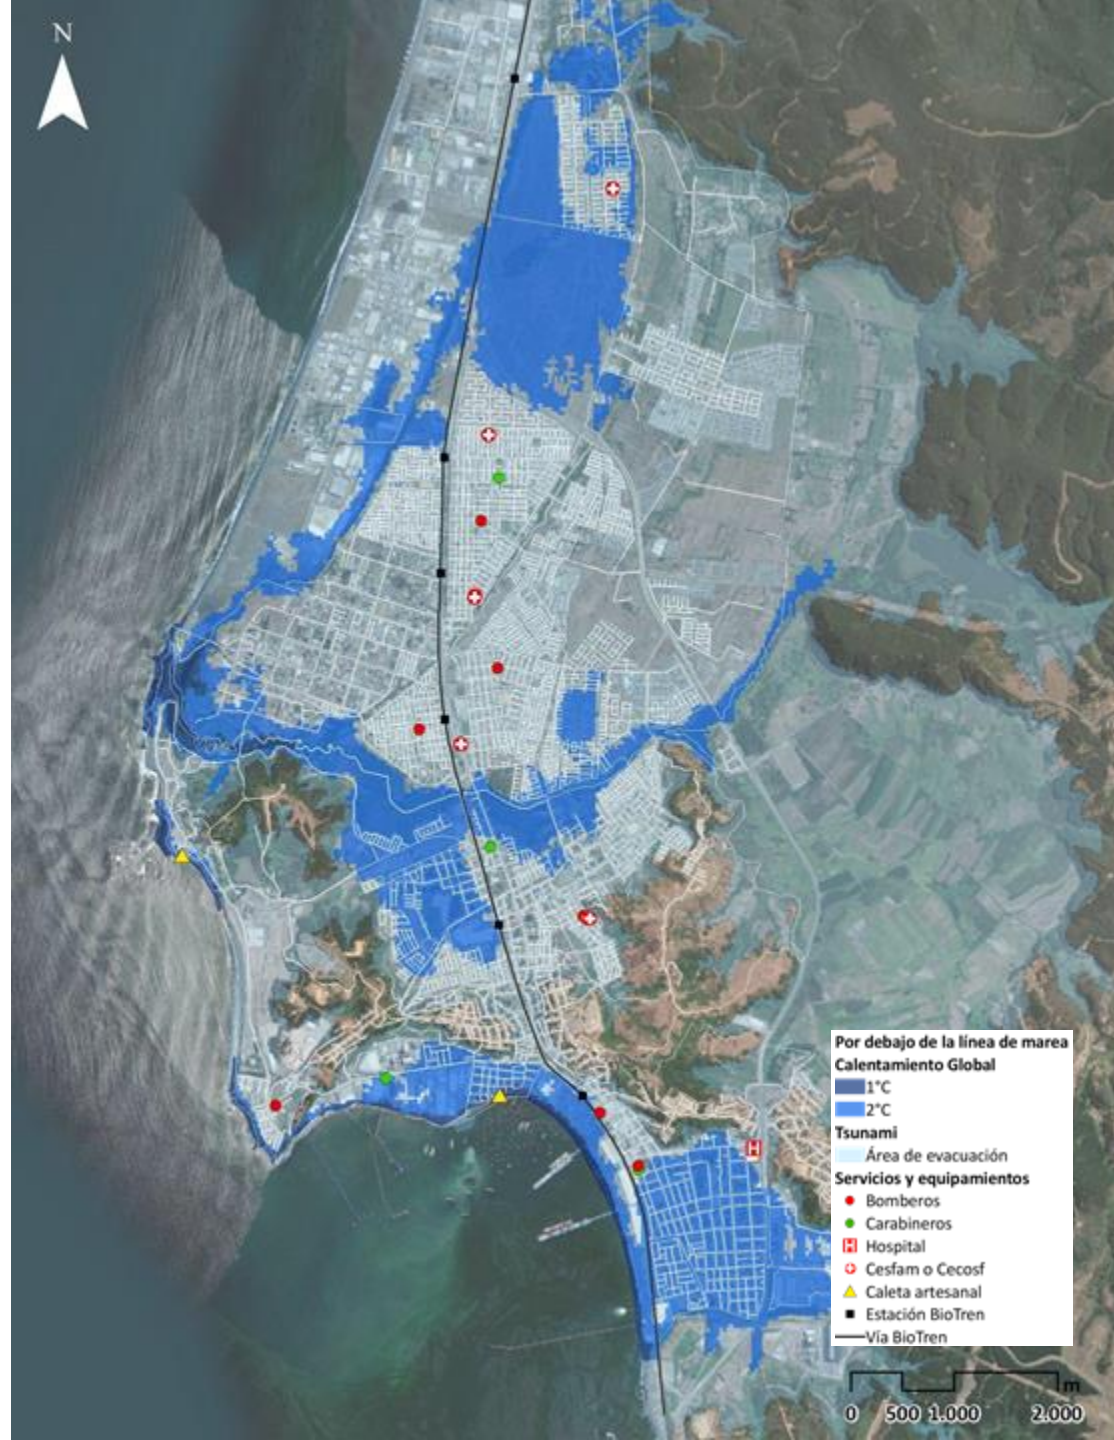 N
Por debajo de la línea de marea
Calentamiento Global
1°C
2°C
Tsunami
Área de evacuación
Servicios y equipamientos
Bomberos
Carabineros
Hospital
Cesfam o Cecosf
Caleta artesanal
Estación BioTren
Vía BioTren
m
0 500 1.000 2.000
H